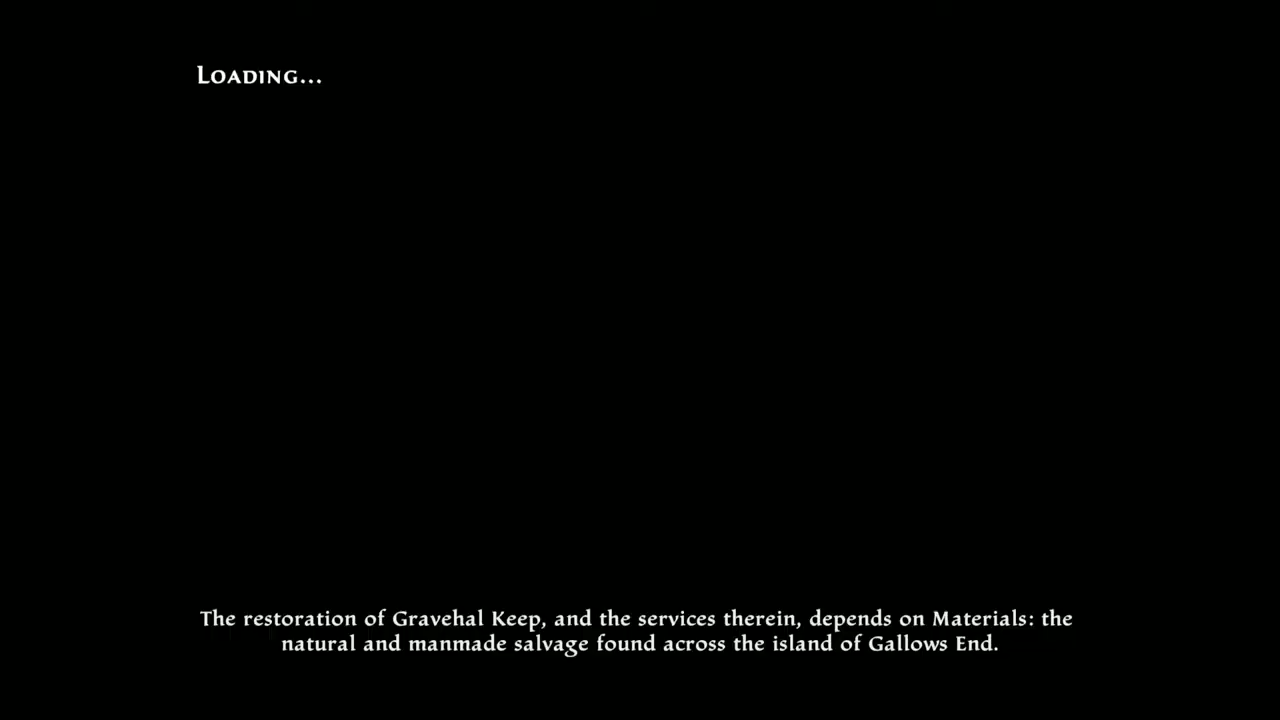 Loading...
The restoration of Gravehal Keep, and the services therein, depends on Materials: the
natural and manmade salvage found across the island of Gallows End.